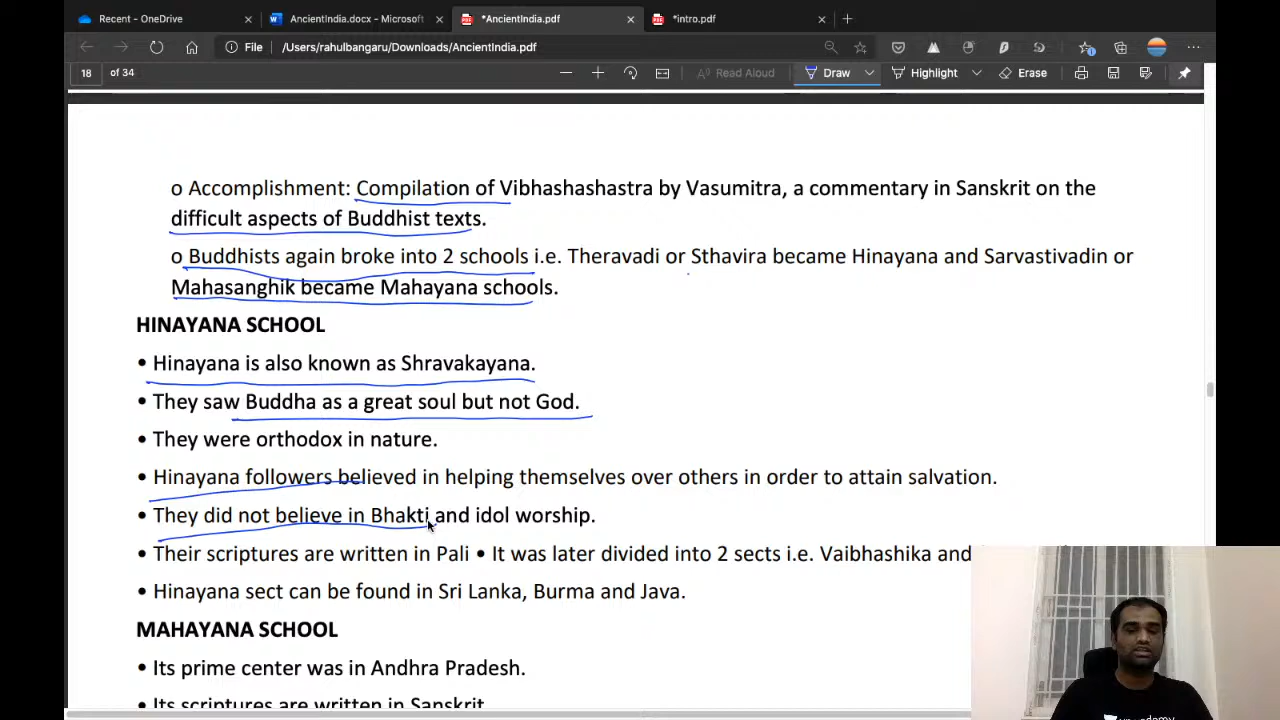 Recent - OneDrive
AncientIndia.docx - Microsoft
*AncientIndia.pdf
*intro.pdf
File
/Users/rahulbangaru/Downloads/AncientIndia.pdf
18 of 34
Read Aloud
Draw
Highlight
Erase
o Accomplishment: Compilation of Vibhashashastra by Vasumitra, a commentary in Sanskrit on the
difficult aspects of Buddhist texts.
o Buddhists again broke into 2 schools i.e. Theravadi or Sthavira became Hinayana and Sarvastivadin or
Mahasanghik became Mahayana schools.
HINAYANA SCHOOL
• Hinayana is also known as Shravakayana.
• They saw Buddha as a great soul but not God.
• They were orthodox in nature.
• Hinayana followers believed in helping themselves over others in order to attain salvation.
• They did not believe in Bhakti and idol worship.
• Their scriptures are written in Pali • It was later divided into 2 sects i.e. Vaibhashika and
• Hinayana sect can be found in Sri Lanka, Burma and Java.
MAHAYANA SCHOOL
• Its prime center was in Andhra Pradesh.
• Its scriptures are written in Sanskrit